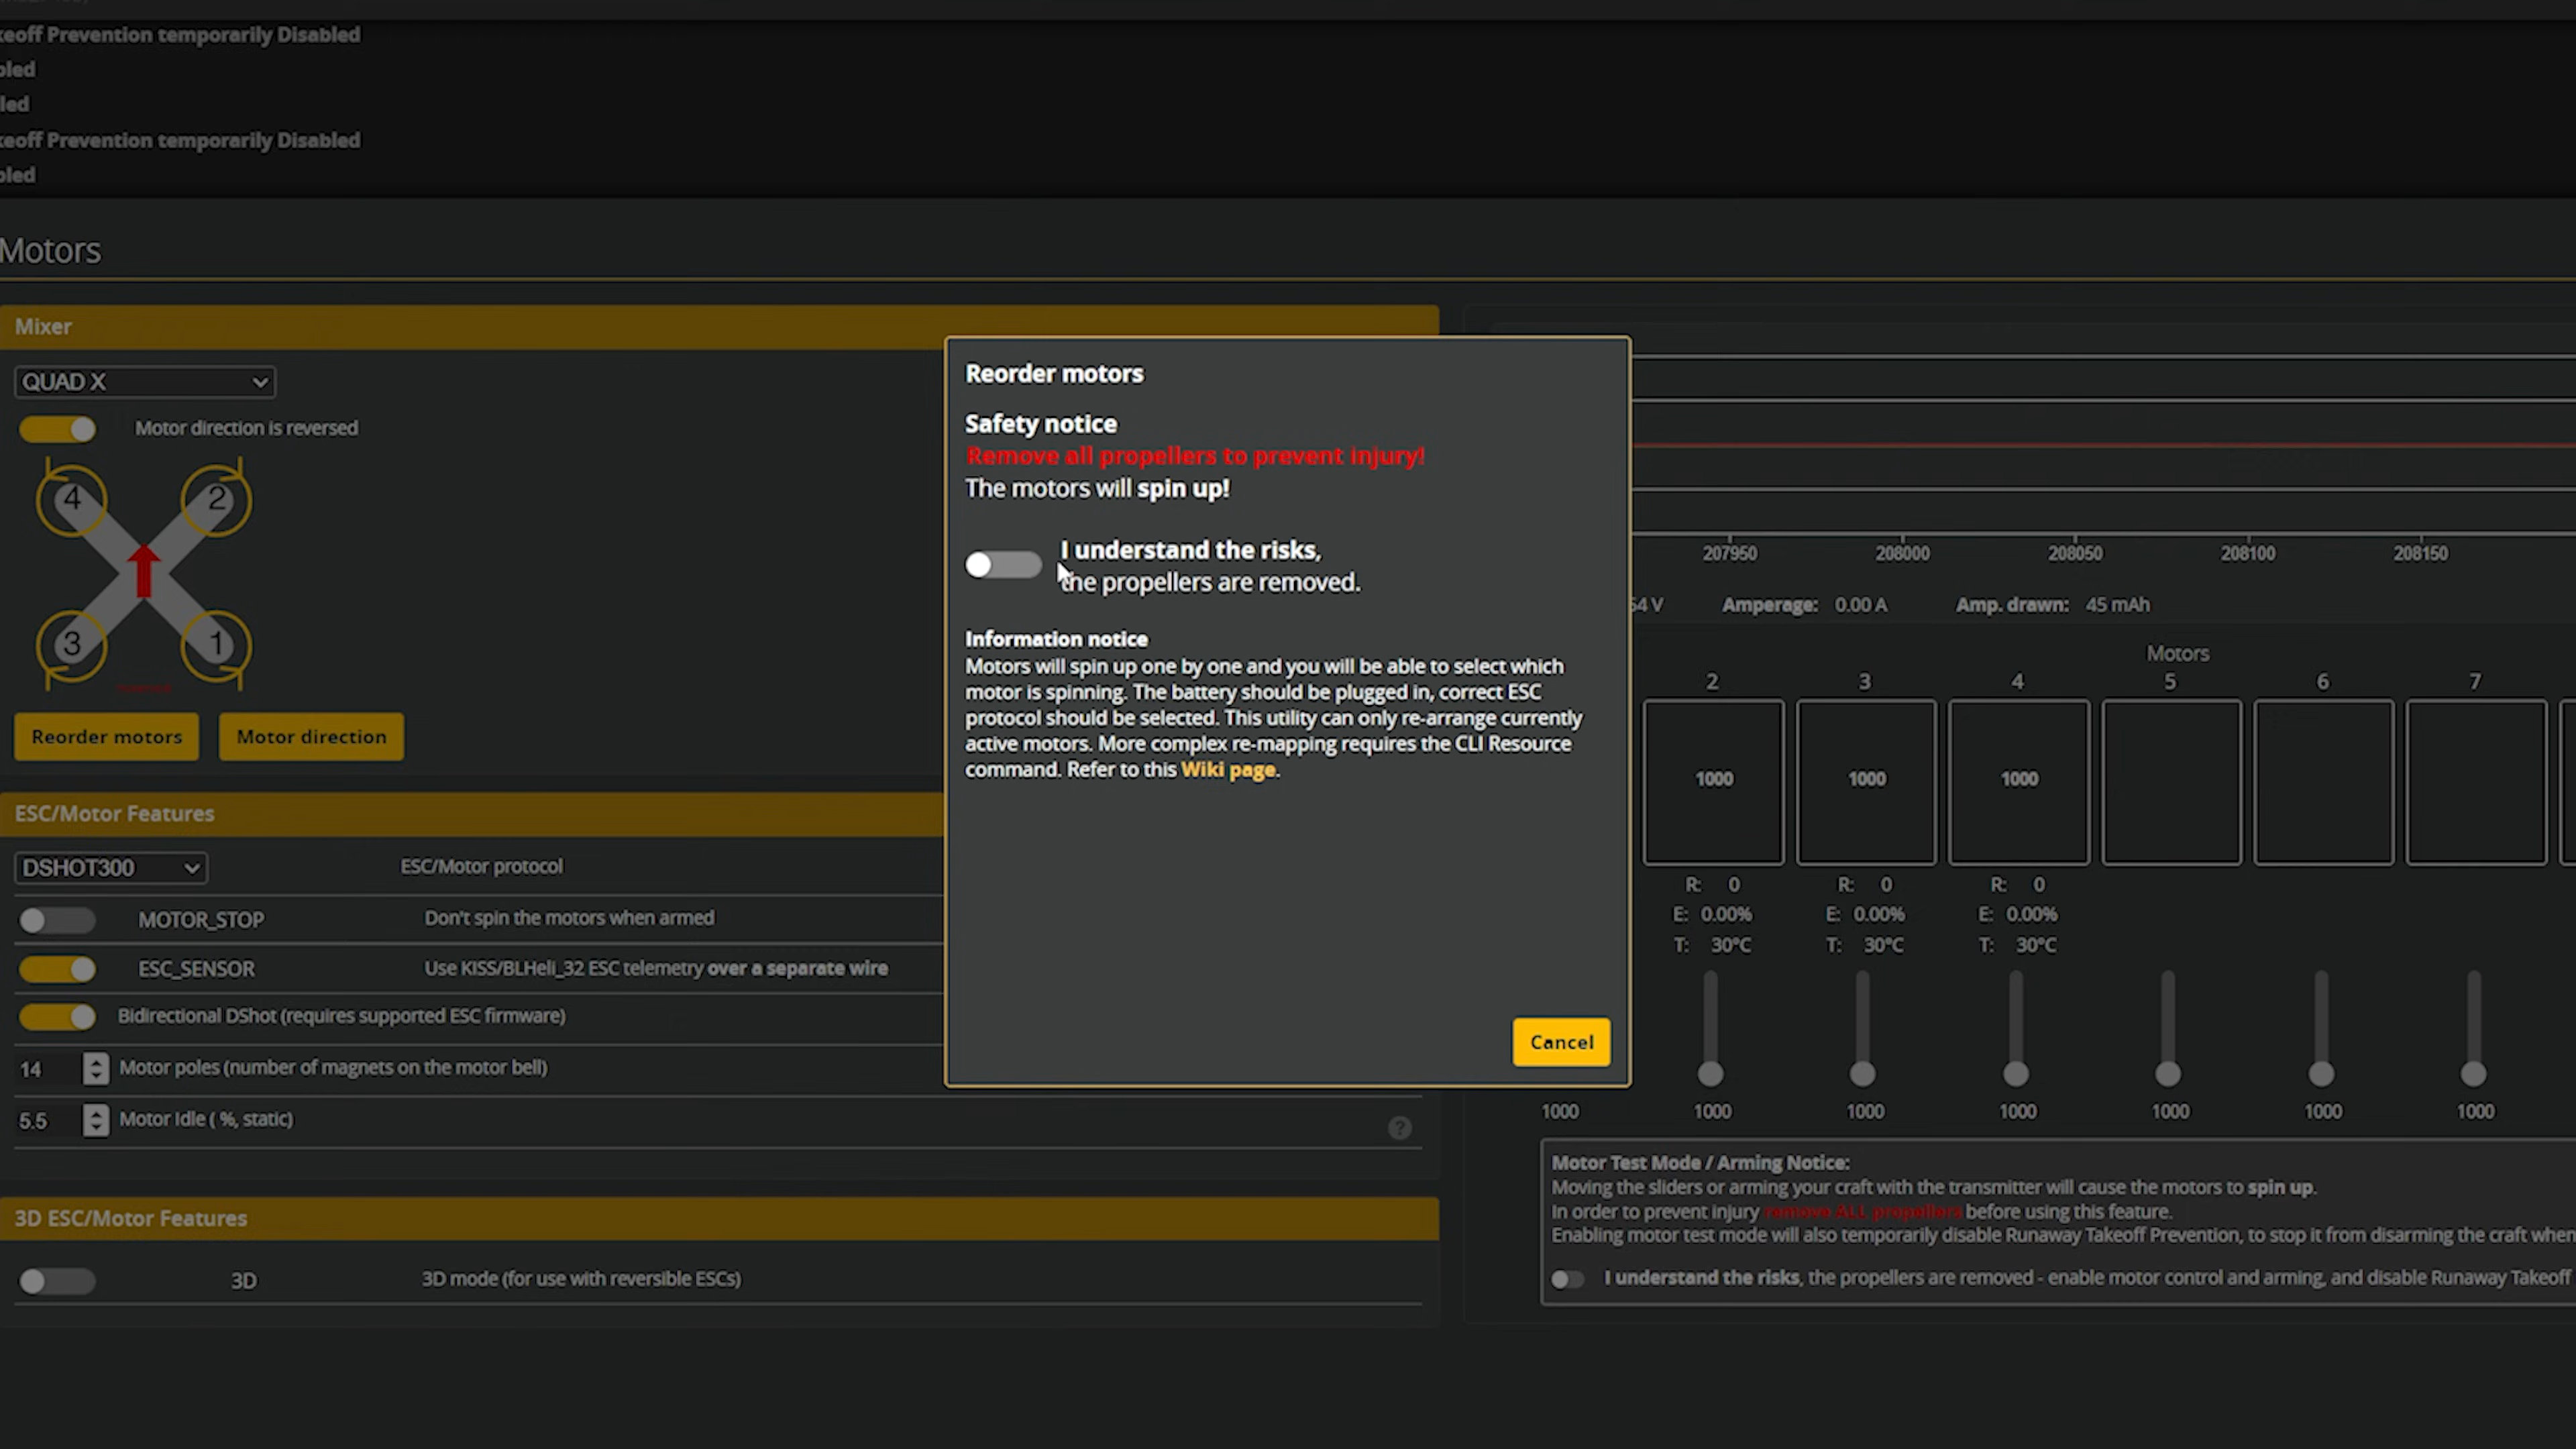 keoff Prevention temporarily Disabled
bled
led
keoff Prevention temporarily Disabled
bled
Motors
Mixer
QUAD X
Motor direction is reversed
4
2
3
1
Reorder motors
Motor direction
ESC/Motor Features
DSHOT300
ESC/Motor protocol
MOTOR_STOP
Don't spin the motors when armed
ESC_SENSOR
Use KISS/BLHeli_32 ESC telemetry over a separate wire
Bidirectional DShot (requires supported ESC firmware)
14
Motor poles (number of magnets on the motor bell)
5.5
Motor Idle ( %, static)
?
3D ESC/Motor Features
3D
3D mode (for use with reversible ESCs)
Reorder motors
Safety notice
Remove all propellers to prevent injury!
The motors will spin up!
I understand the risks,
the propellers are removed.
Information notice
Motors will spin up one by one and you will be able to select which
motor is spinning. The battery should be plugged in, correct ESC
protocol should be selected. This utility can only re-arrange currently
active motors. More complex re-mapping requires the CLI Resource
command. Refer to this Wiki page.
Cancel
207950 208000 208050 208100 208150
54 V Amperage: 0.00 A Amp. drawn: 45 mAh
Motors
2 3 4 5 6 7
1000 1000 1000
R: 0 R: 0 R: 0
E: 0.00% E: 0.00% E: 0.00%
T: 30°C T: 30°C T: 30°C
1000 1000 1000 1000 1000 1000 1000
Motor Test Mode / Arming Notice:
Moving the sliders or arming your craft with the transmitter will cause the motors to spin up.
In order to prevent injury remove ALL propellers before using this feature.
Enabling motor test mode will also temporarily disable Runaway Takeoff Prevention, to stop it from disarming the craft when
I understand the risks, the propellers are removed - enable motor control and arming, and disable Runaway Takeoff